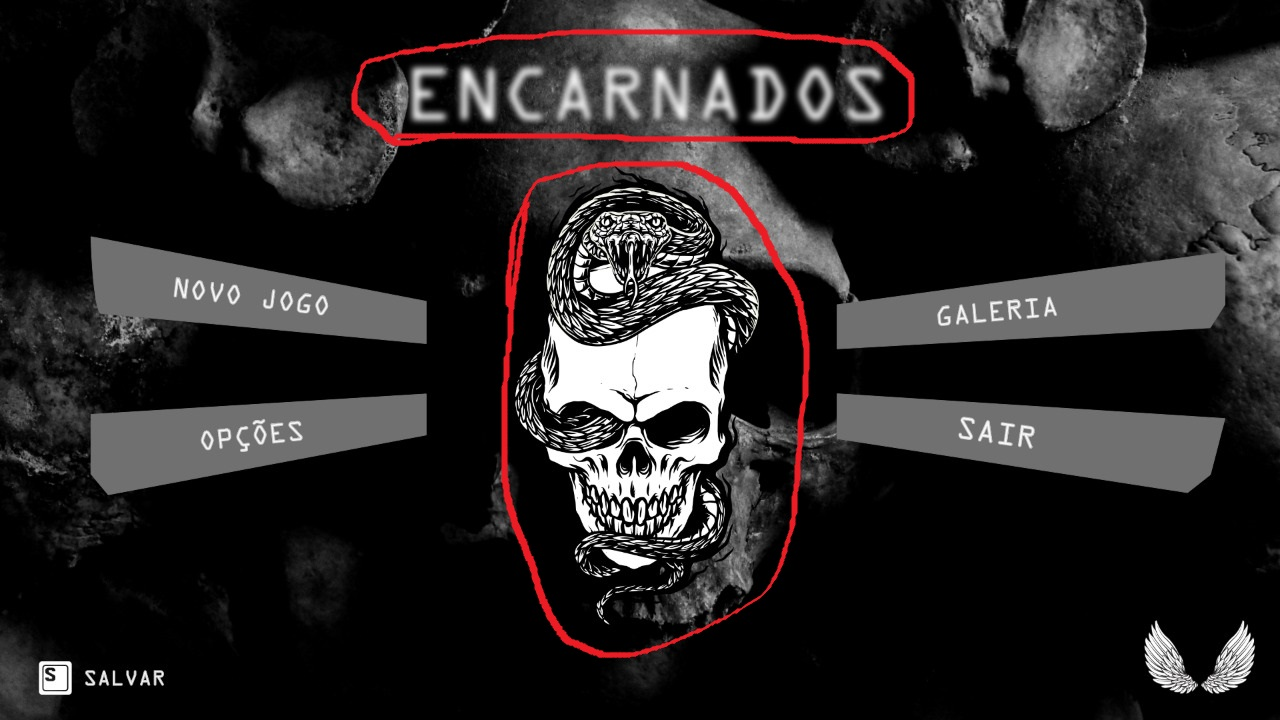 ENCARNADOS
NOVO JOGO
GALERIA
OPÇÕES
SAIR
S SALVAR